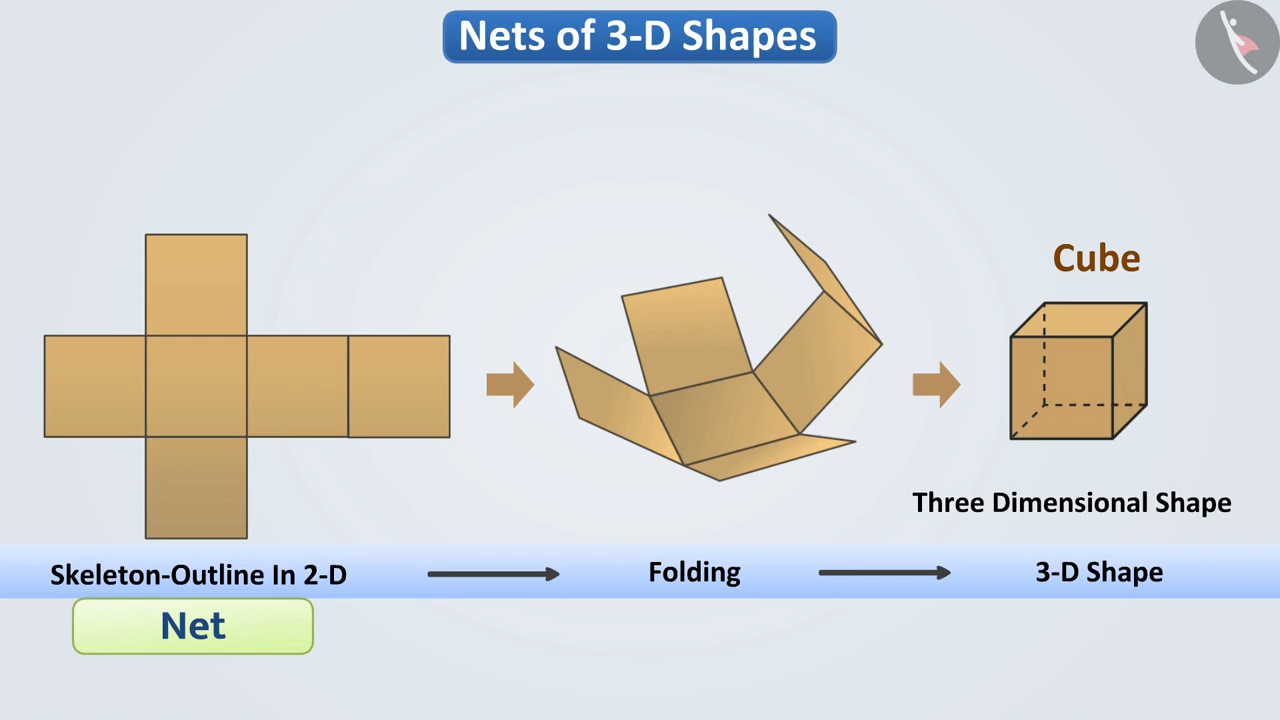 Nets of 3-D Shapes
Cube
Three Dimensional Shape
Skeleton-Outline In 2-D
Folding
3-D Shape
Net